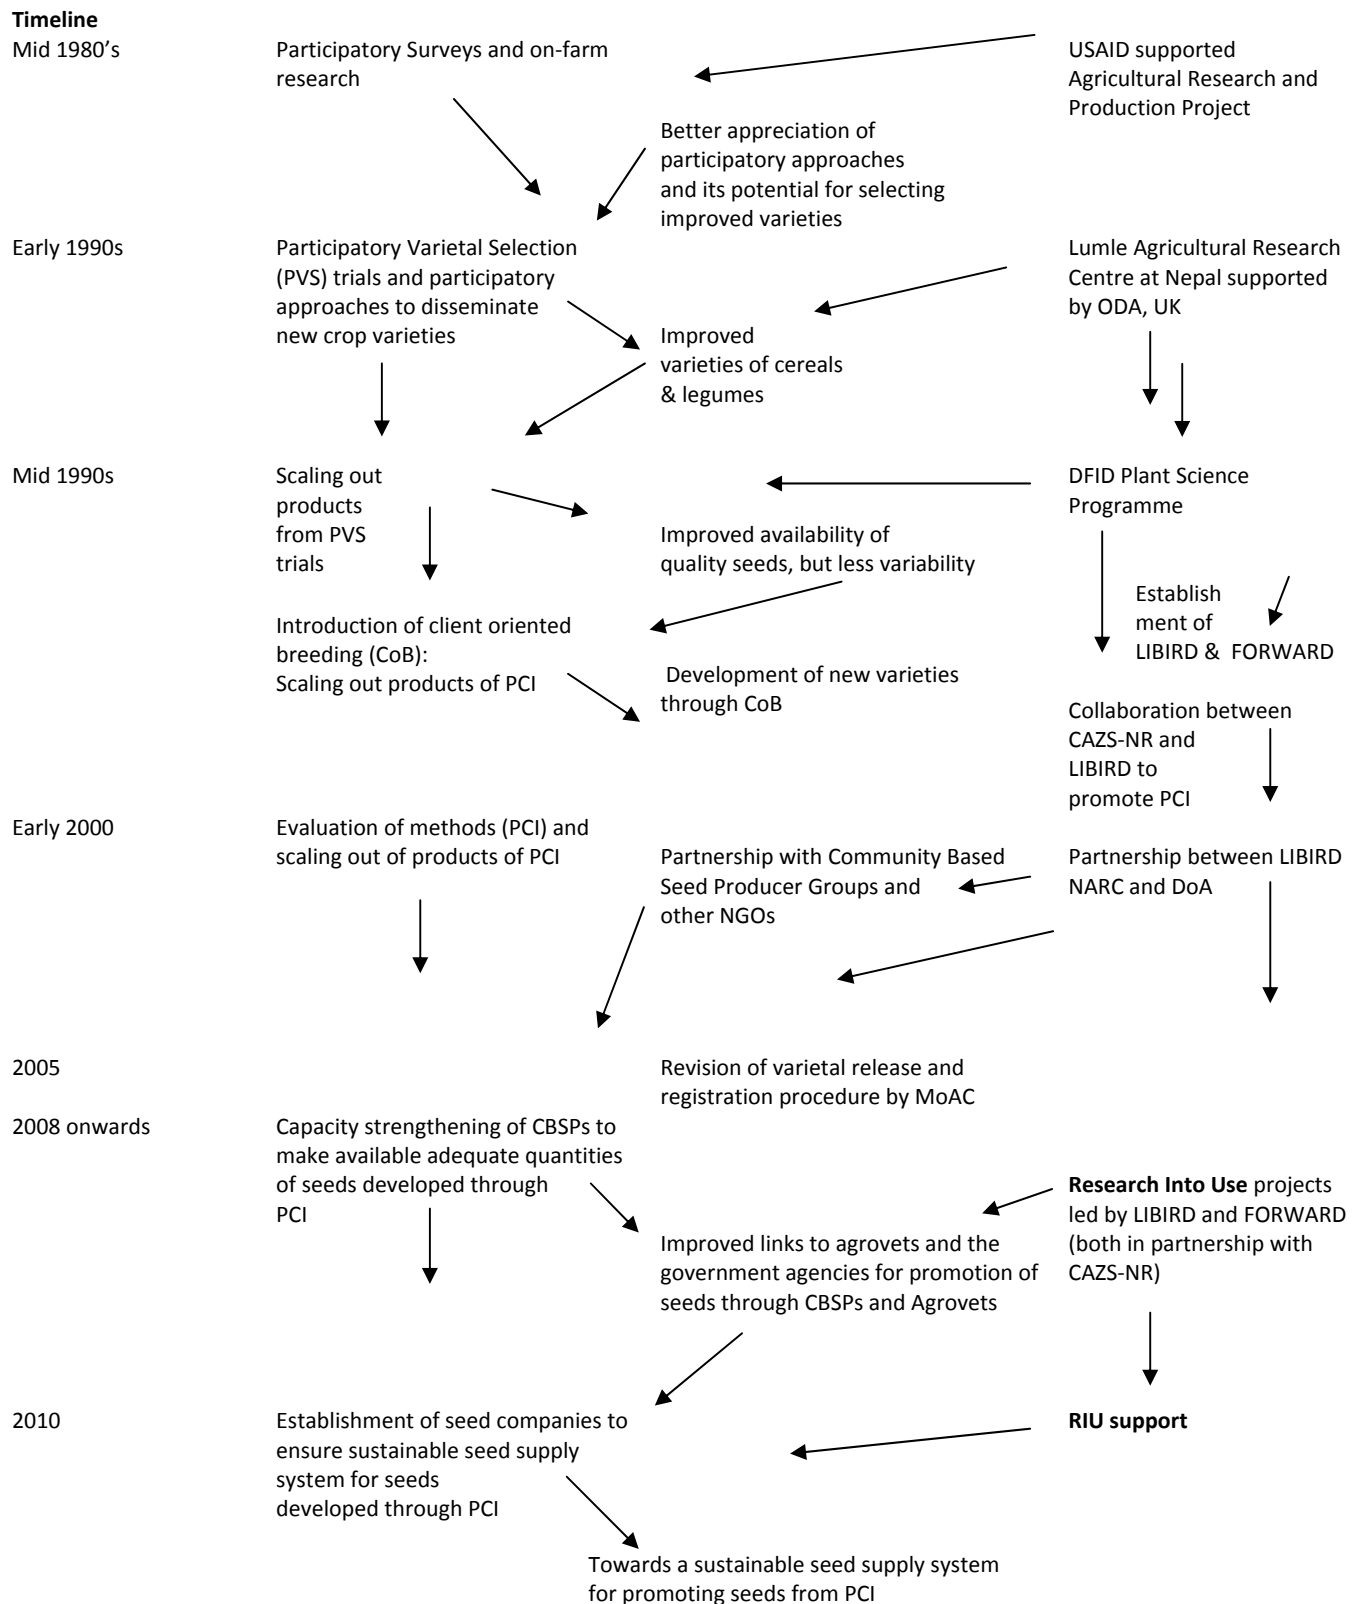 Timeline
Mid 1980’s
Participatory Surveys and on-farm
research
USAID supported
Agricultural Research and
Production Project
Better appreciation of
participatory approaches
and its potential for selecting
improved varieties
Early 1990s
Participatory Varietal Selection
(PVS) trials and participatory
approaches to disseminate
new crop varieties
Lumle Agricultural Research
Centre at Nepal supported
by ODA, UK
Improved
varieties of cereals
& legumes
Mid 1990s
Scaling out
products
from PVS
trials
DFID Plant Science
Programme
Improved availability of
quality seeds, but less variability
Establish
ment of
LIBIRD & FORWARD
Introduction of client oriented
breeding (CoB):
Scaling out products of PCI
Development of new varieties
through CoB
Collaboration between
CAZS-NR and
LIBIRD to
promote PCI
Early 2000
Evaluation of methods (PCI) and
scaling out of products of PCI
Partnership with Community Based
Seed Producer Groups and
other NGOs
Partnership between LIBIRD
NARC and DoA
2005
Revision of varietal release and
registration procedure by MoAC
2008 onwards
Capacity strengthening of CBSPs to
make available adequate quantities
of seeds developed through
PCI
Research Into Use projects
led by LIBIRD and FORWARD
(both in partnership with
CAZS-NR)
Improved links to agrovets and the
government agencies for promotion of
seeds through CBSPs and Agrovets
2010
Establishment of seed companies to
ensure sustainable seed supply
system for seeds
developed through PCI
RIU support
Towards a sustainable seed supply system
for promoting seeds from PCI